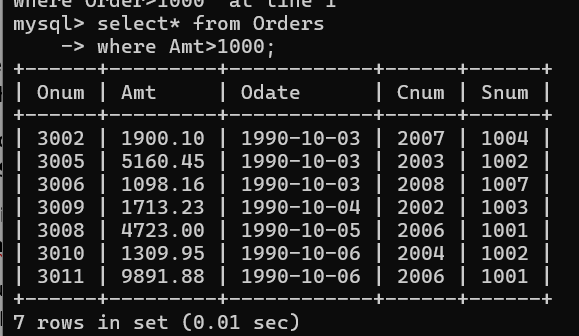 where Order>1000' at line 1
mysql> select* from Orders
    -> where Amt>1000;
+------+---------+------------+------+------+
| Onum | Amt     | Odate      | Cnum | Snum |
+------+---------+------------+------+------+
| 3002 | 1900.10 | 1990-10-03 | 2007 | 1004 |
| 3005 | 5160.45 | 1990-10-03 | 2003 | 1002 |
| 3006 | 1098.16 | 1990-10-03 | 2008 | 1007 |
| 3009 | 1713.23 | 1990-10-04 | 2002 | 1003 |
| 3008 | 4723.00 | 1990-10-05 | 2006 | 1001 |
| 3010 | 1309.95 | 1990-10-06 | 2004 | 1002 |
| 3011 | 9891.88 | 1990-10-06 | 2006 | 1001 |
+------+---------+------------+------+------+
7 rows in set (0.01 sec)